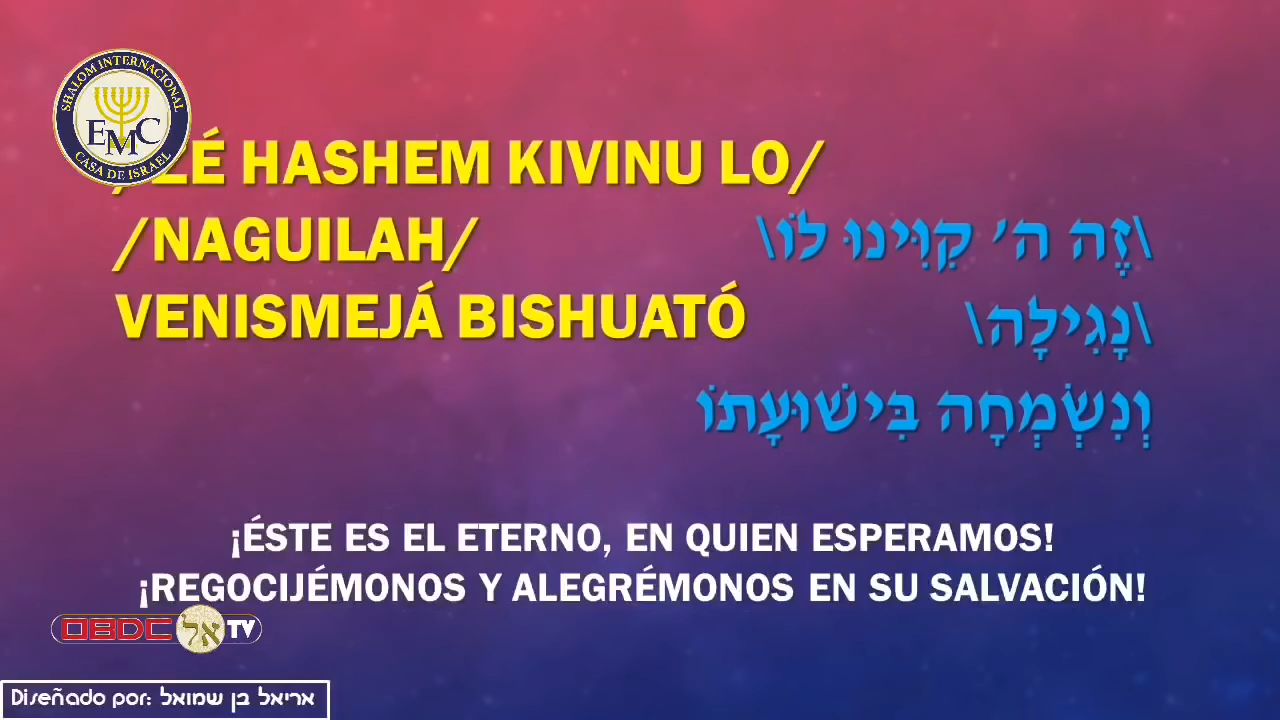 SHALOM INTERNACIONAL
EMC
CASA DE ISRAEL
ZÉ HASHEM KIVINU LO/
/NAGUILAH/
VENISMEJÁ BISHUATÓ
\זֶה ה׳ קִוִּינוּ לוֹ\
\נָגִילָה\
וְנִשְׂמְחָה בִּישׁוּעָתוֹ
¡ÉSTE ES EL ETERNO, EN QUIEN ESPERAMOS!
¡REGOCIJÉMONOS Y ALEGRÉMONOS EN SU SALVACIÓN!
OBDC אל TV
Diseñado por: אריאל בן שמואל